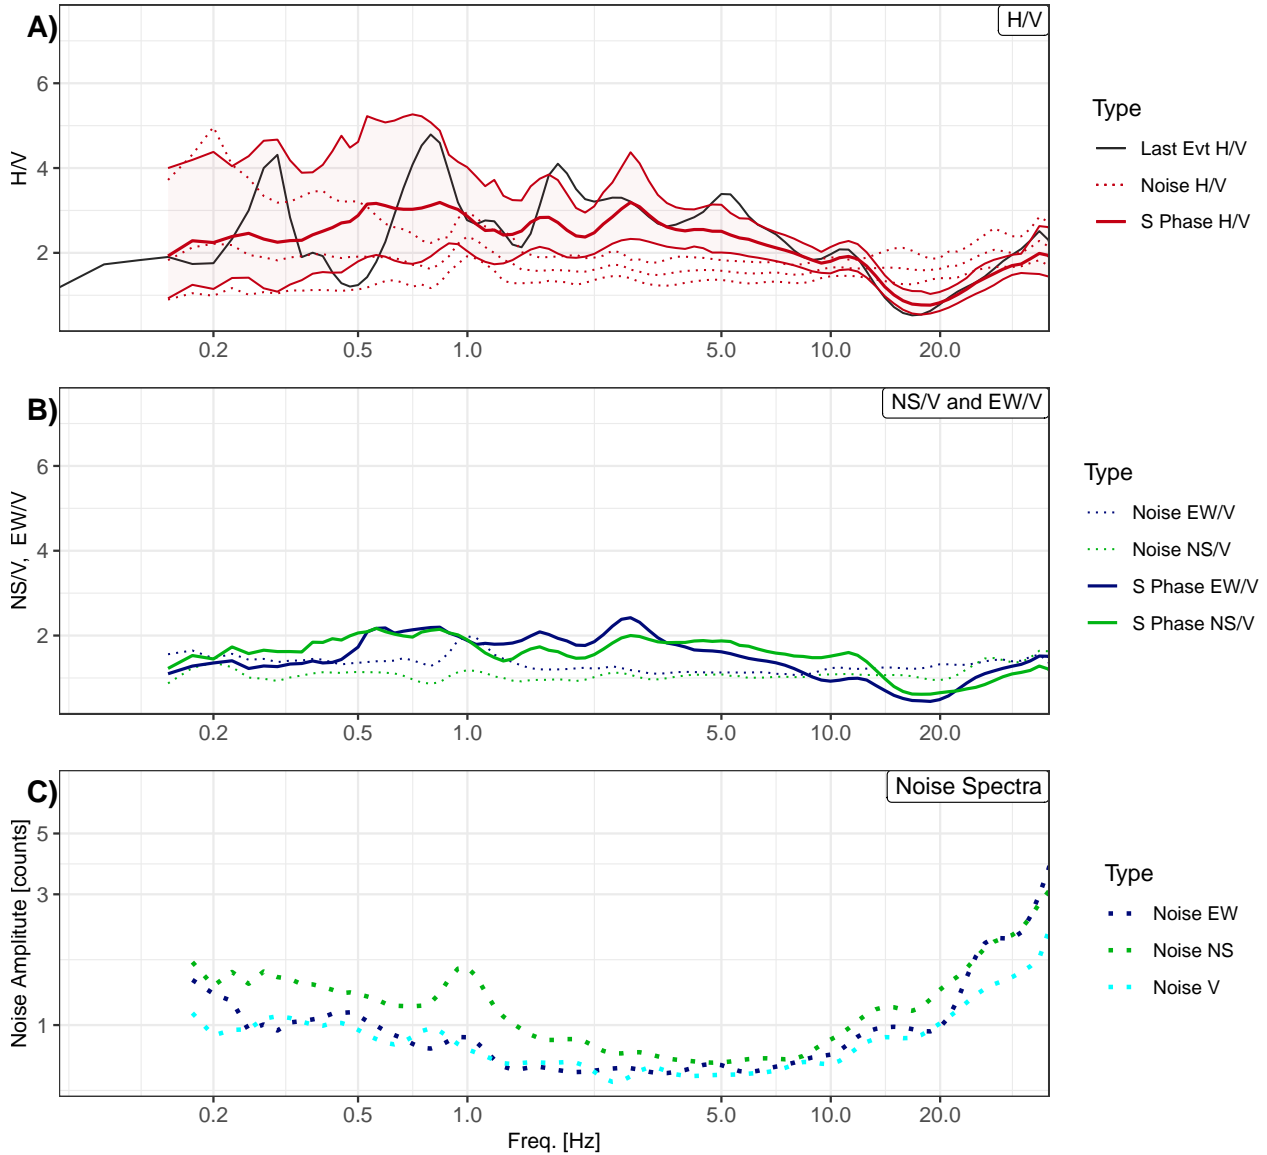 A)
H/V
6
4
2
H/V
0.2 0.5 1.0 5.0 10.0 20.0
Type
Last Evt H/V
Noise H/V
S Phase H/V
B)
NS/V and EW/V
6
4
2
NS/V, EW/V
0.2 0.5 1.0 5.0 10.0 20.0
Type
Noise EW/V
Noise NS/V
S Phase EW/V
S Phase NS/V
C)
Noise Spectra
5
3
1
Noise Amplitude [counts]
0.2 0.5 1.0 5.0 10.0 20.0
Freq. [Hz]
Type
Noise EW
Noise NS
Noise V